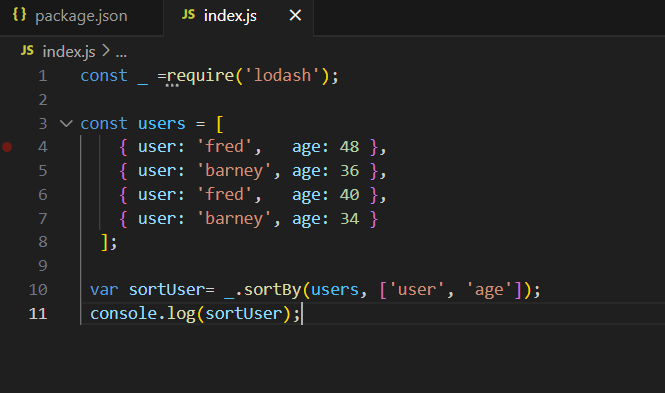 {} package.json JS index.js ×
JS index.js > ...
1 const _ =require('lodash');
2
3 const users = [
4 { user: 'fred',   age: 48 },
5 { user: 'barney', age: 36 },
6 { user: 'fred',   age: 40 },
7 { user: 'barney', age: 34 }
8 ];
9
10 var sortUser= _.sortBy(users, ['user', 'age']);
11 console.log(sortUser);